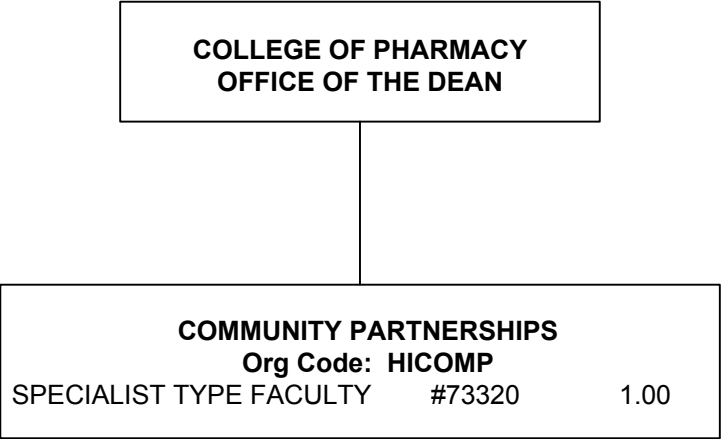 COLLEGE OF PHARMACY
OFFICE OF THE DEAN
COMMUNITY PARTNERSHIPS
Org Code: HICOMP
SPECIALIST TYPE FACULTY #73320 1.00